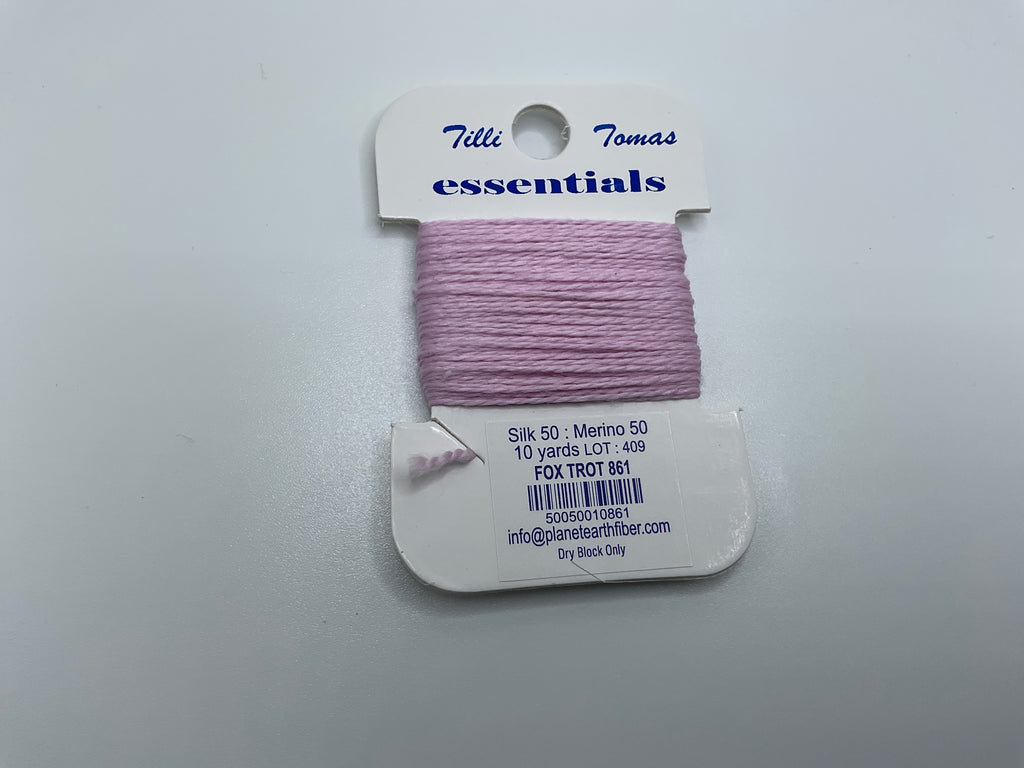 Tilli Tomas
essentials
Silk 50 : Merino 50
10 yards LOT : 409
FOX TROT 861
50050010861
info@planetearthfiber.com
Dry Block Only